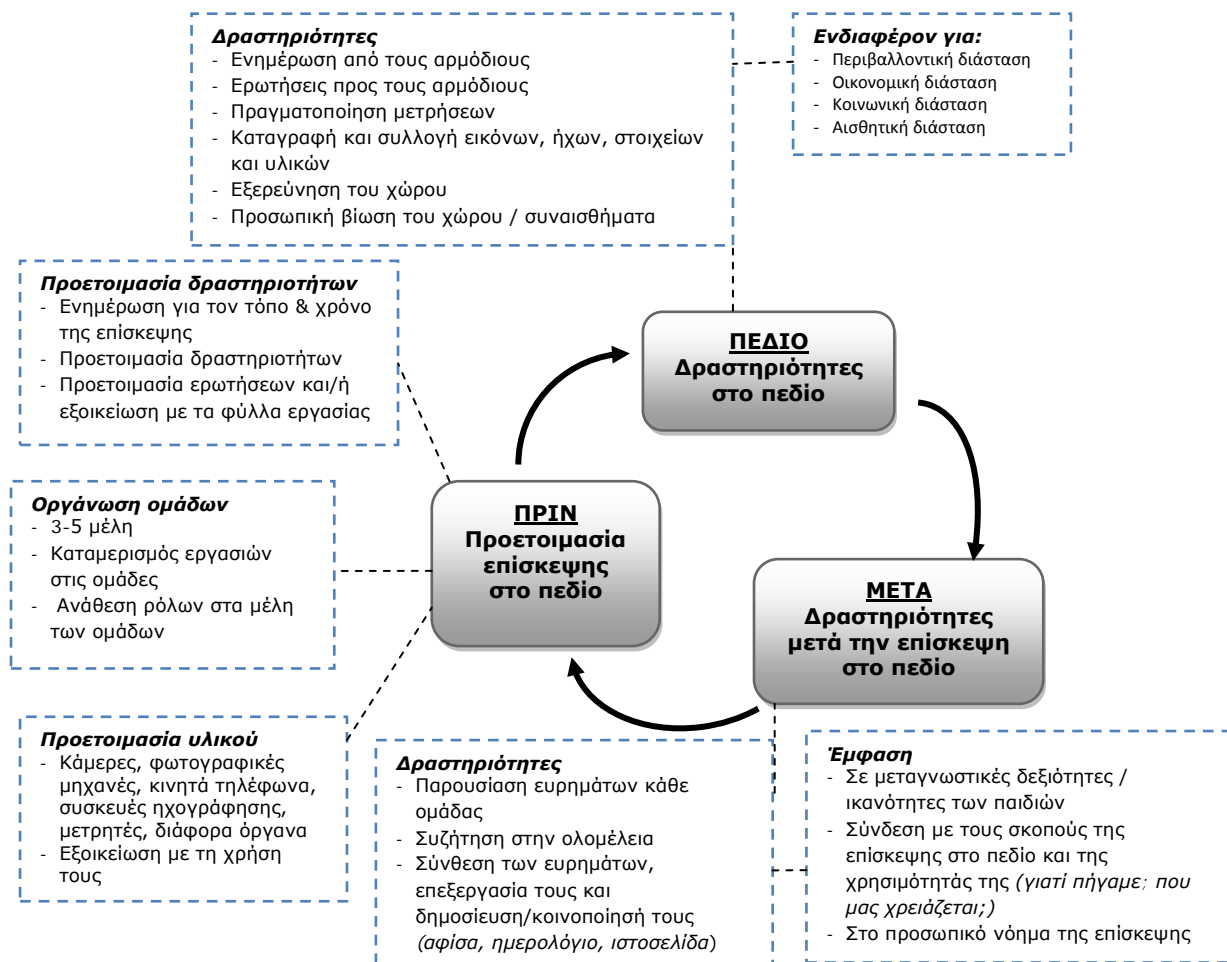 Δραστηριότητες
- Ενημέρωση από τους αρμόδιους
- Ερωτήσεις προς τους αρμόδιους
- Πραγματοποίηση μετρήσεων
- Καταγραφή και συλλογή εικόνων, ήχων, στοιχείων
και υλικών
- Εξερεύνηση του χώρου
- Προσωπική βίωση του χώρου / συναισθήματα
Ενδιαφέρον για:
- Περιβαλλοντική διάσταση
- Οικονομική διάσταση
- Κοινωνική διάσταση
- Αισθητική διάσταση
Προετοιμασία δραστηριοτήτων
- Ενημέρωση για τον τόπο & χρόνο
της επίσκεψης
- Προετοιμασία δραστηριοτήτων
- Προετοιμασία ερωτήσεων και/ή
εξοικείωση με τα φύλλα εργασίας
ΠΕΔΙΟ
Δραστηριότητες
στο πεδίο
Οργάνωση ομάδων
- 3-5 μέλη
- Καταμερισμός εργασιών
στις ομάδες
- Ανάθεση ρόλων στα μέλη
των ομάδων
ΠΡΙΝ
Προετοιμασία
επίσκεψης
στο πεδίο
ΜΕΤΑ
Δραστηριότητες
μετά την επίσκεψη
στο πεδίο
Προετοιμασία υλικού
- Κάμερες, φωτογραφικές
μηχανές, κινητά τηλέφωνα,
συσκευές ηχογράφησης,
μετρητές, διάφορα όργανα
- Εξοικείωση με τη χρήση
τους
Δραστηριότητες
- Παρουσίαση ευρημάτων κάθε
ομάδας
- Συζήτηση στην ολομέλεια
- Σύνθεση των ευρημάτων,
επεξεργασία τους και
δημοσίευση/κοινοποίησή τους
(αφίσα, ημερολόγιο, ιστοσελίδα)
Έμφαση
- Σε μεταγνωστικές δεξιότητες /
ικανότητες των παιδιών
- Σύνδεση με τους σκοπούς της
επίσκεψης στο πεδίο και της
χρησιμότητάς της (γιατί πήγαμε; που
μας χρειάζεται;)
- Στο προσωπικό νόημα της επίσκεψης